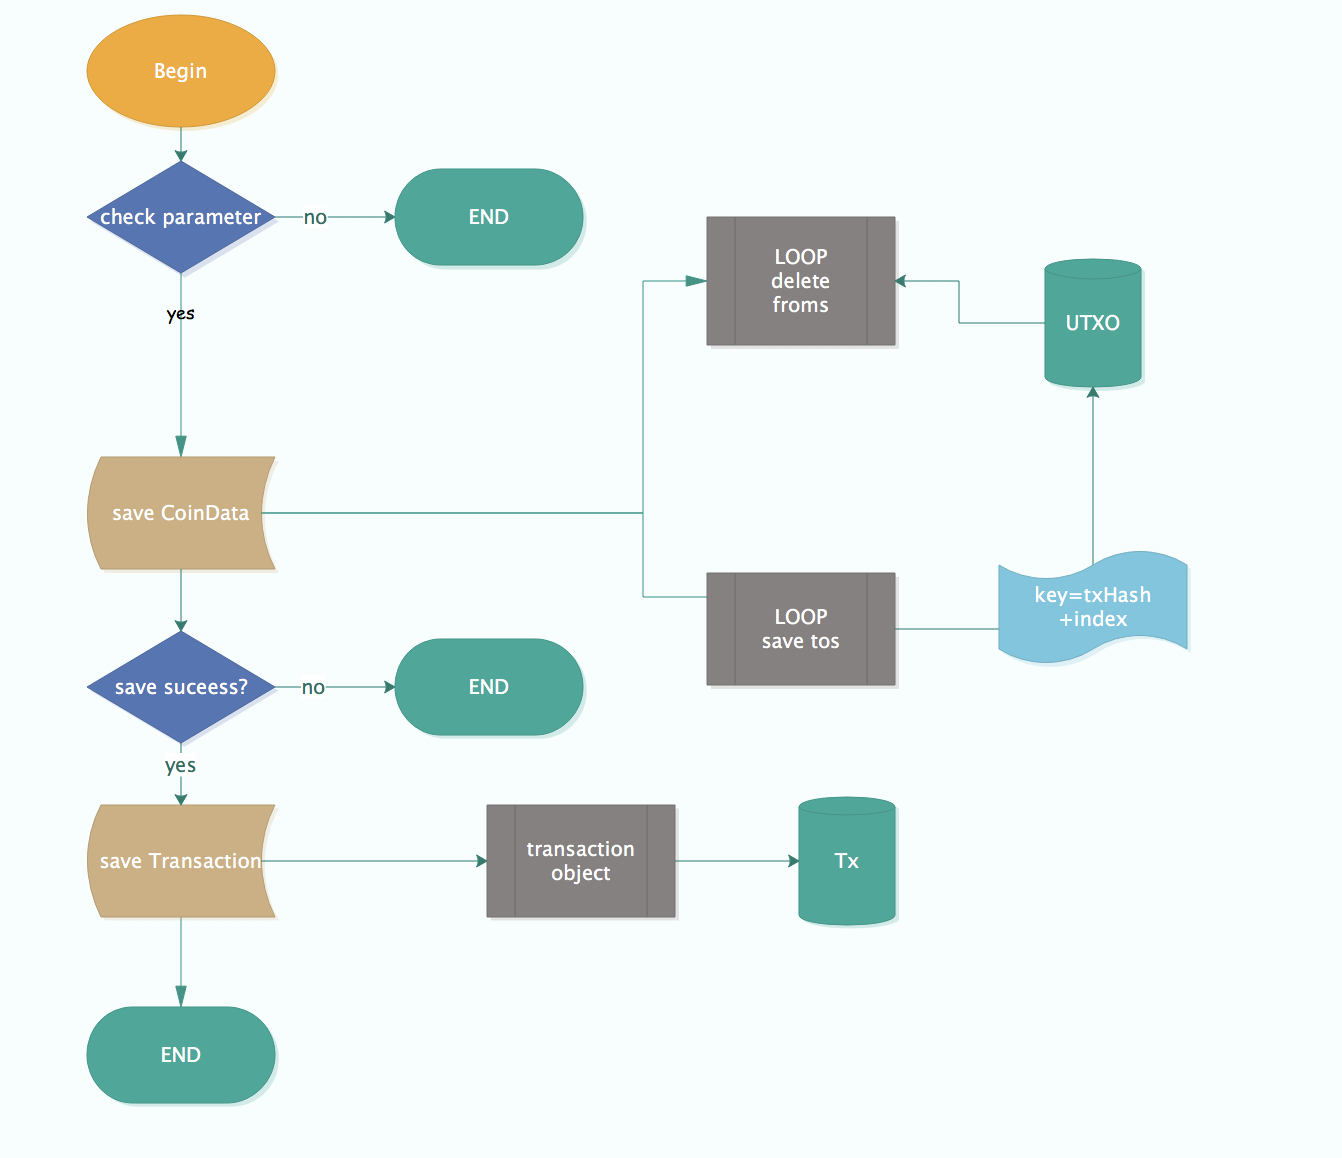 Begin
check parameter
no
END
yes
LOOP
delete
froms
UTXO
save CoinData
LOOP
save tos
key=txHash
+index
save suceess?
no
END
yes
save Transaction
transaction
object
Tx
END